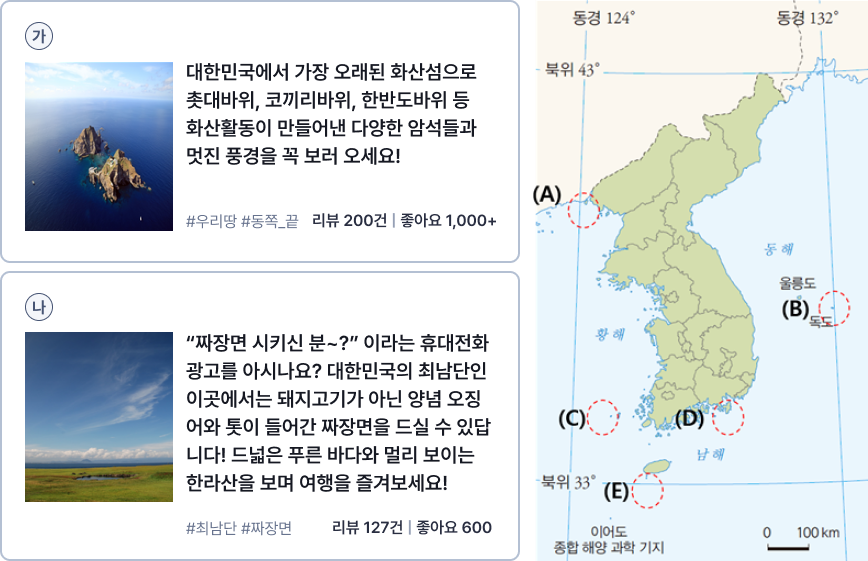 가
대한민국에서 가장 오래된 화산섬으로
촛대바위, 코끼리바위, 한반도바위 등
화산활동이 만들어낸 다양한 암석들과
멋진 풍경을 꼭 보러 오세요!
#우리땅 #동쪽_끝 리뷰 200건 | 좋아요 1,000+
나
“짜장면 시키신 분~?” 이라는 휴대전화
광고를 아시나요? 대한민국의 최남단인
이곳에서는 돼지고기가 아닌 양념 오징
어와 톳이 들어간 짜장면을 드실 수 있답
니다! 드넓은 푸른 바다와 멀리 보이는
한라산을 보며 여행을 즐겨보세요!
#최남단 #짜장면 리뷰 127건 | 좋아요 600
동경 124° 동경 132°
북위 43°
(A)
동해
울릉도
(B)
독도
황해
(C)
(D)
남해
북위 33°
(E)
이어도
종합 해양 과학 기지
0 100 km